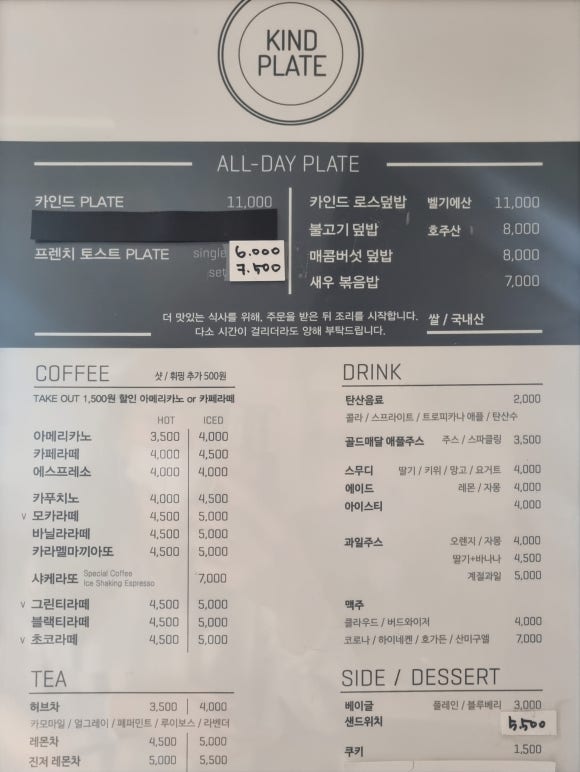 KIND
PLATE
ALL-DAY PLATE
카인드 PLATE 11,000
프렌치 토스트 PLATE single 6.000
set 7.500
카인드 로스덮밥 벨기에산 11,000
불고기 덮밥 호주산 8,000
매콤버섯 덮밥 8,000
새우 볶음밥 7,000
더 맛있는 식사를 위해, 주문을 받은 뒤 조리를 시작합니다.
다소 시간이 걸리더라도 양해 부탁드립니다.
쌀 / 국내산
COFFEE 샷 / 휘핑 추가 500원
TAKE OUT 1,500원 할인 아메리카노 or 카페라떼
HOT ICED
아메리카노 3,500 4,000
카페라떼 4,000 4,500
에스프레소 4,000 4,000
카푸치노 4,000 4,500
v 모카라떼 4,500 5,000
바닐라라떼 4,500 5,000
카라멜마끼아또 4,500 5,000
샤케라또 Special Coffee
Ice Shaking Espresso 7,000
v 그린티라떼 4,500 5,000
블랙티라떼 4,500 5,000
v 초코라떼 4,500 5,000
TEA
허브차 3,500 4,000
카모마일 / 얼그레이 / 페퍼민트 / 루이보스 / 라벤더
레몬차 4,500 5,000
진저 레몬차 5,000 5,500
DRINK
탄산음료 2,000
콜라 / 스프라이트 / 트로피카나 애플 / 탄산수
골드메달 애플주스 주스 / 스파클링 3,500
스무디 딸기 / 키위 / 망고 / 요거트 4,000
에이드 레몬 / 자몽 4,000
아이스티 4,000
과일주스 오렌지 / 자몽 4,000
딸기+바나나 4,500
계절과일 5,000
맥주
클라우드 / 버드와이저 4,000
코로나 / 하이네켄 / 호가든 / 산미구엘 7,000
SIDE / DESSERT
베이글 플레인 / 블루베리 3,000
샌드위치 5,500
쿠키 1,500